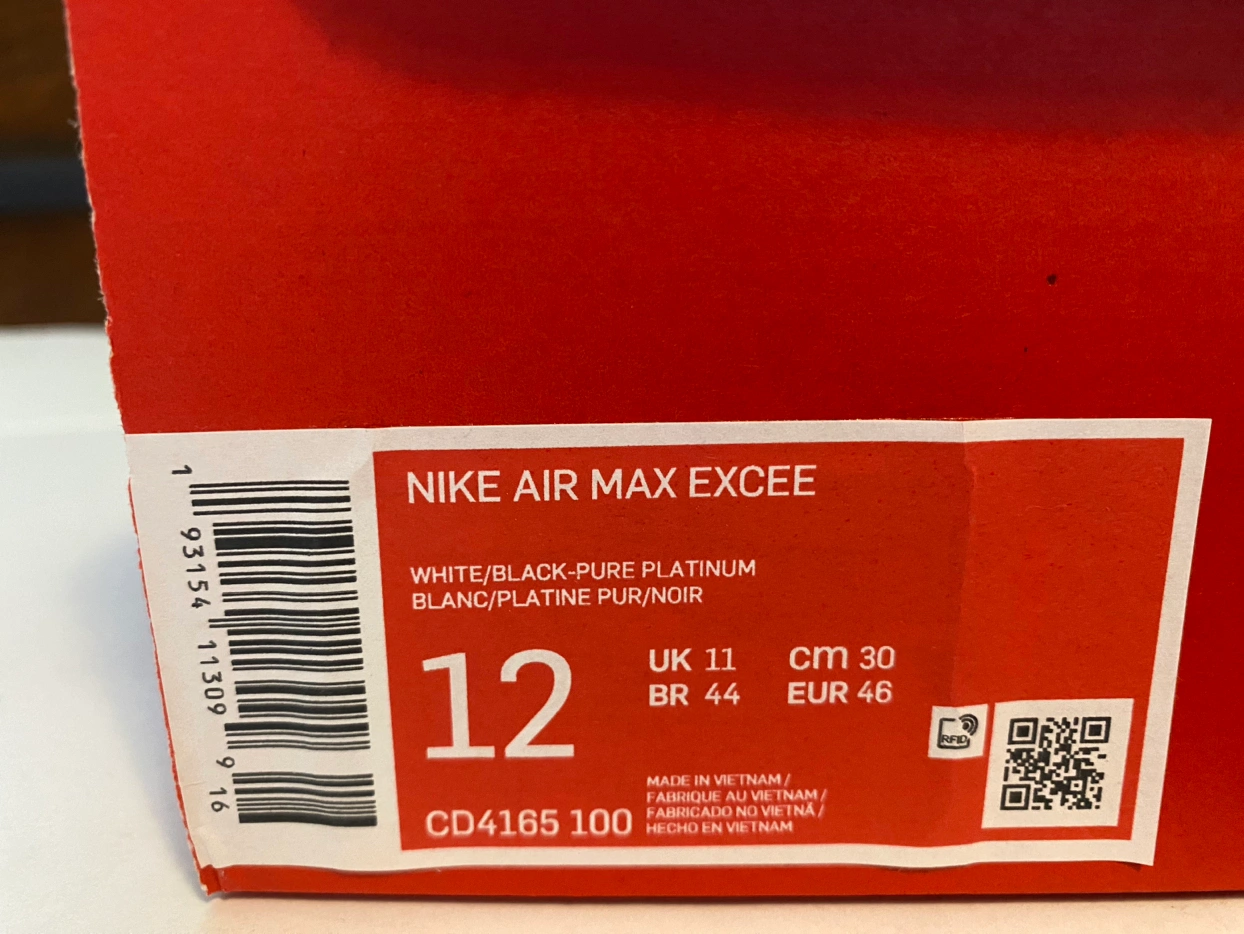 NIKE AIR MAX EXCEE
WHITE/BLACK-PURE PLATINUM
BLANC/PLATINE PUR/NOIR
12
UK 11 cm 30
BR 44 EUR 46
CD4165 100
MADE IN VIETNAM /
FABRIQUE AU VIETNAM /
FABRICADO NO VIETNÃ /
HECHO EN VIETNAM
RFID
1 93154 11309 9 16